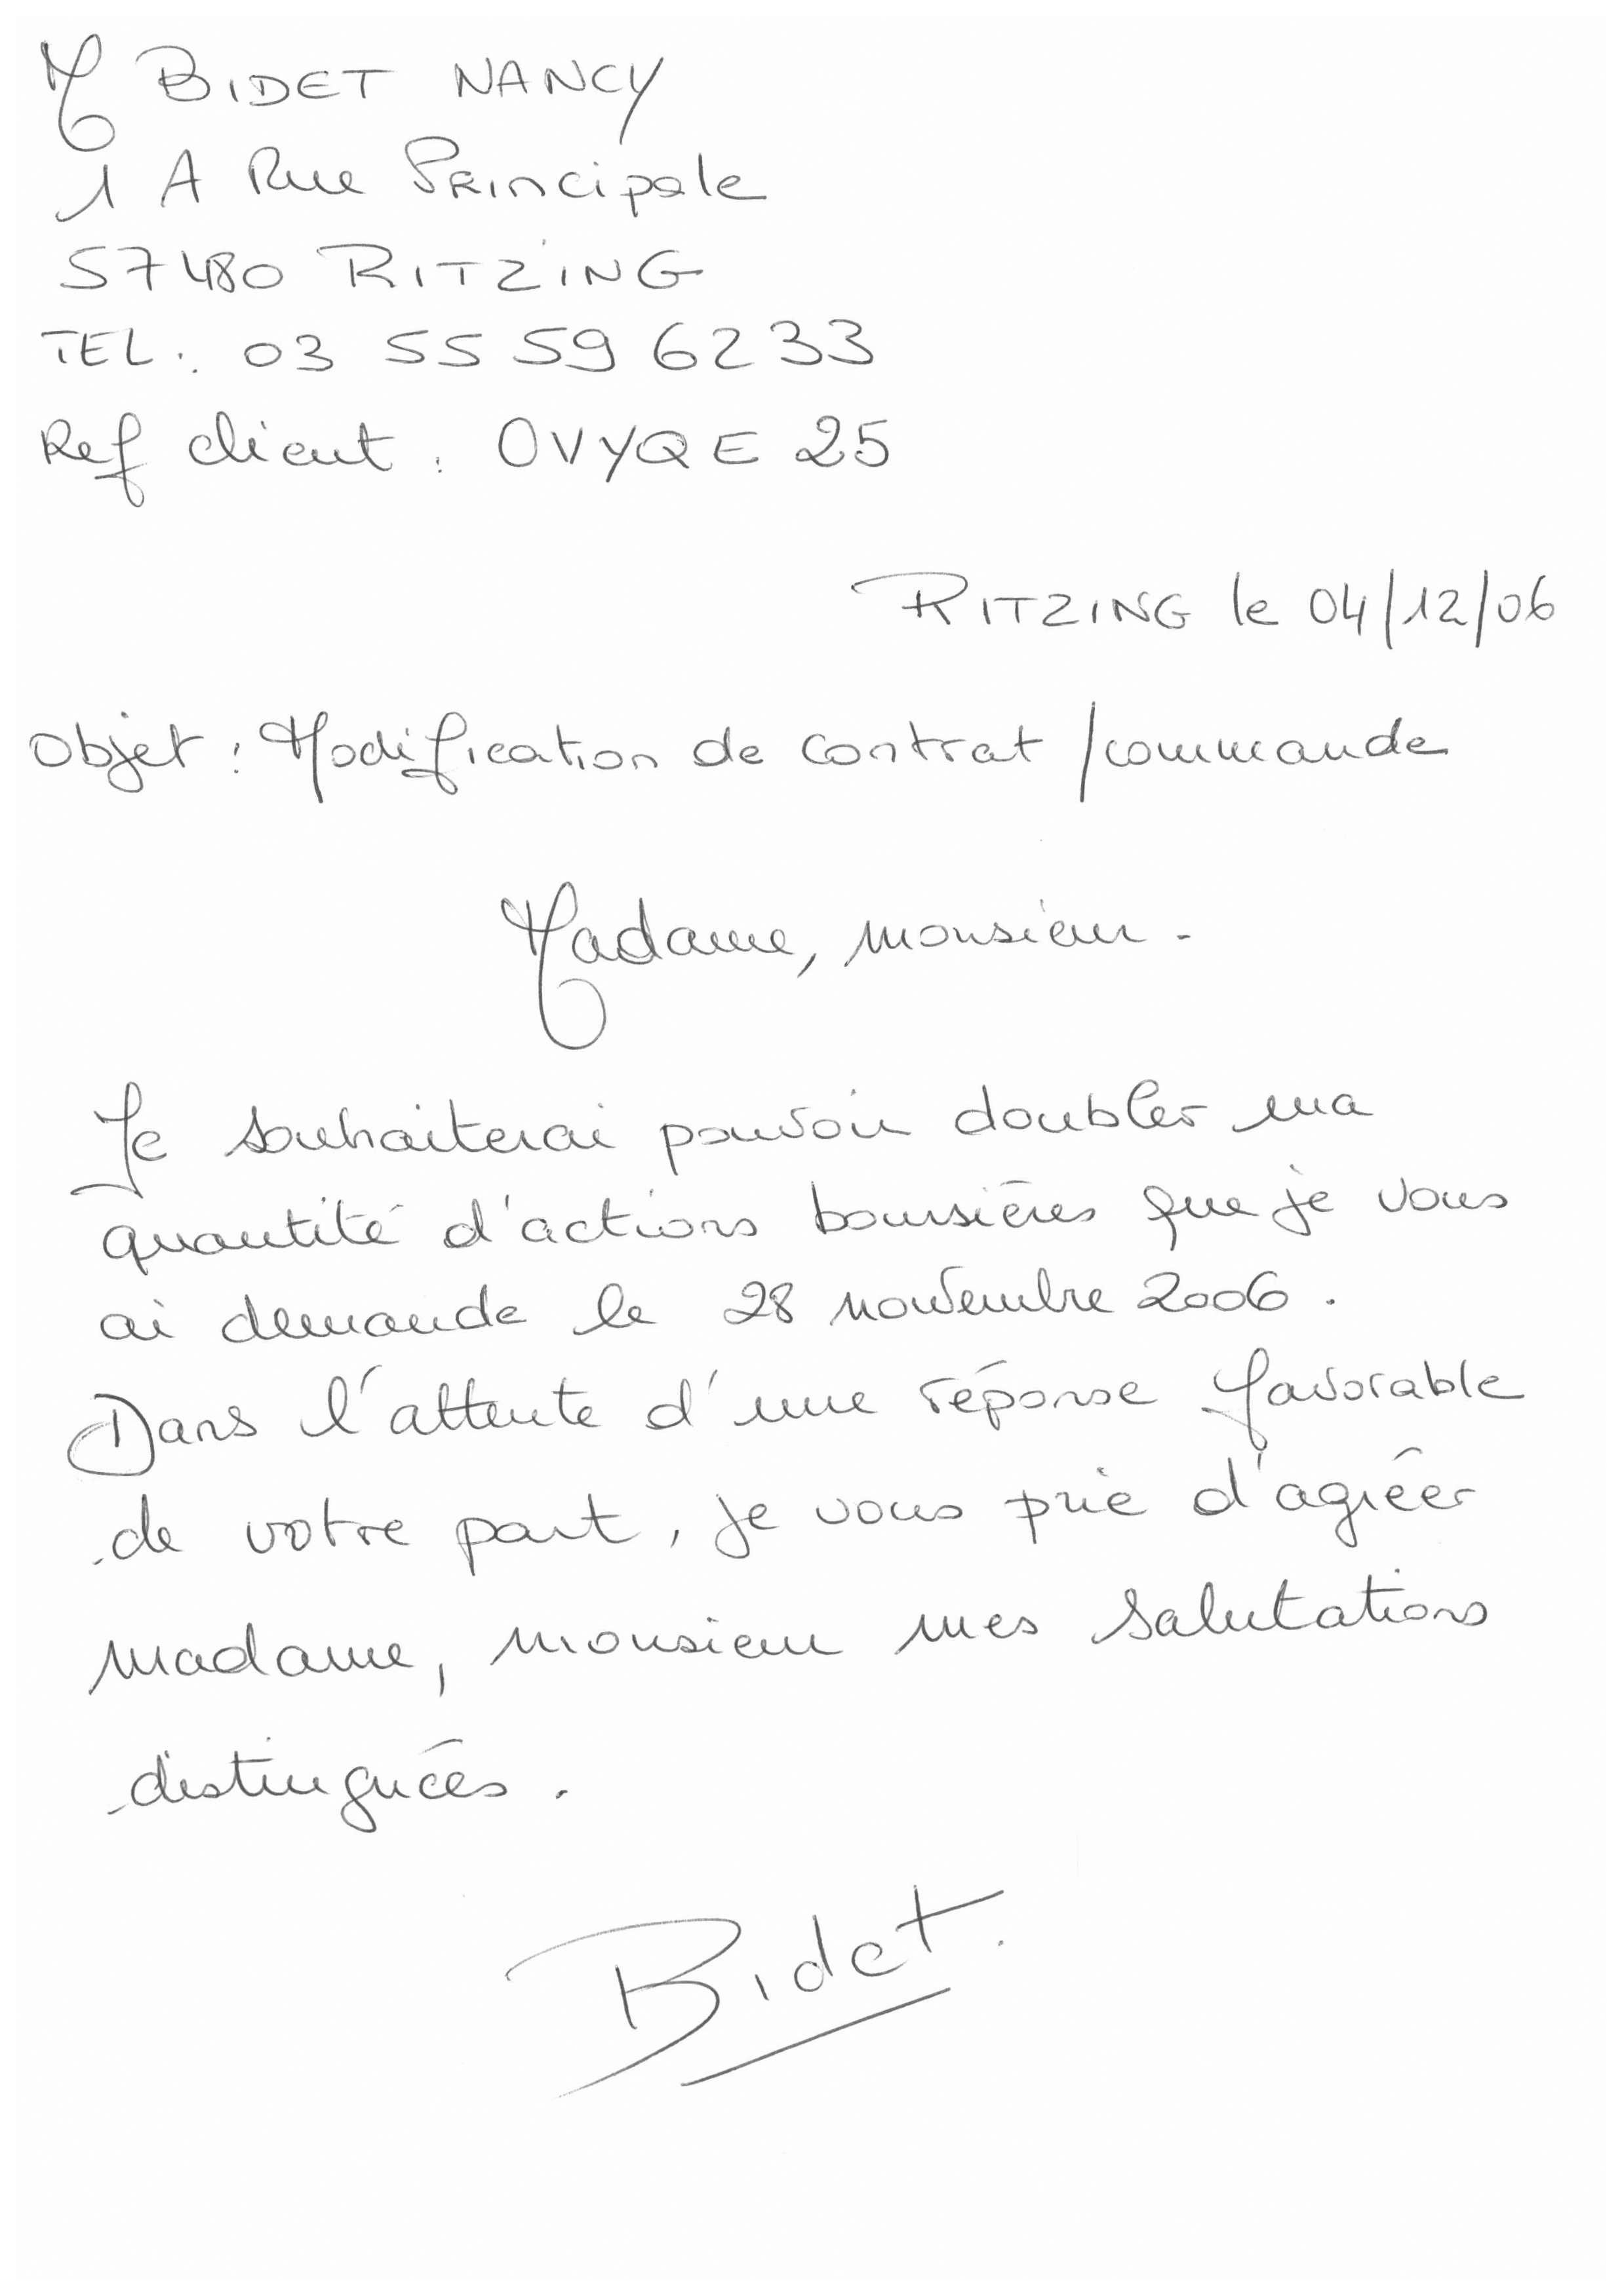 M BIDET NANCY
1 A Rue Principale
57480 RITZING
TEL : 03 55 59 62 33
Ref client : OVYQE 25
RITZING le 04/12/06
Objet : Modification de contrat /commande
Madame, monsieur.
Je souhaiterai pouvoir doubler ma
quantité d'actions boursières que je vous
ai demande le 28 novembre 2006.
Dans l'attente d'une réponse favorable
de votre part, je vous prie d'agréer
madame, monsieur mes salutations
distinguées.
Bidet.